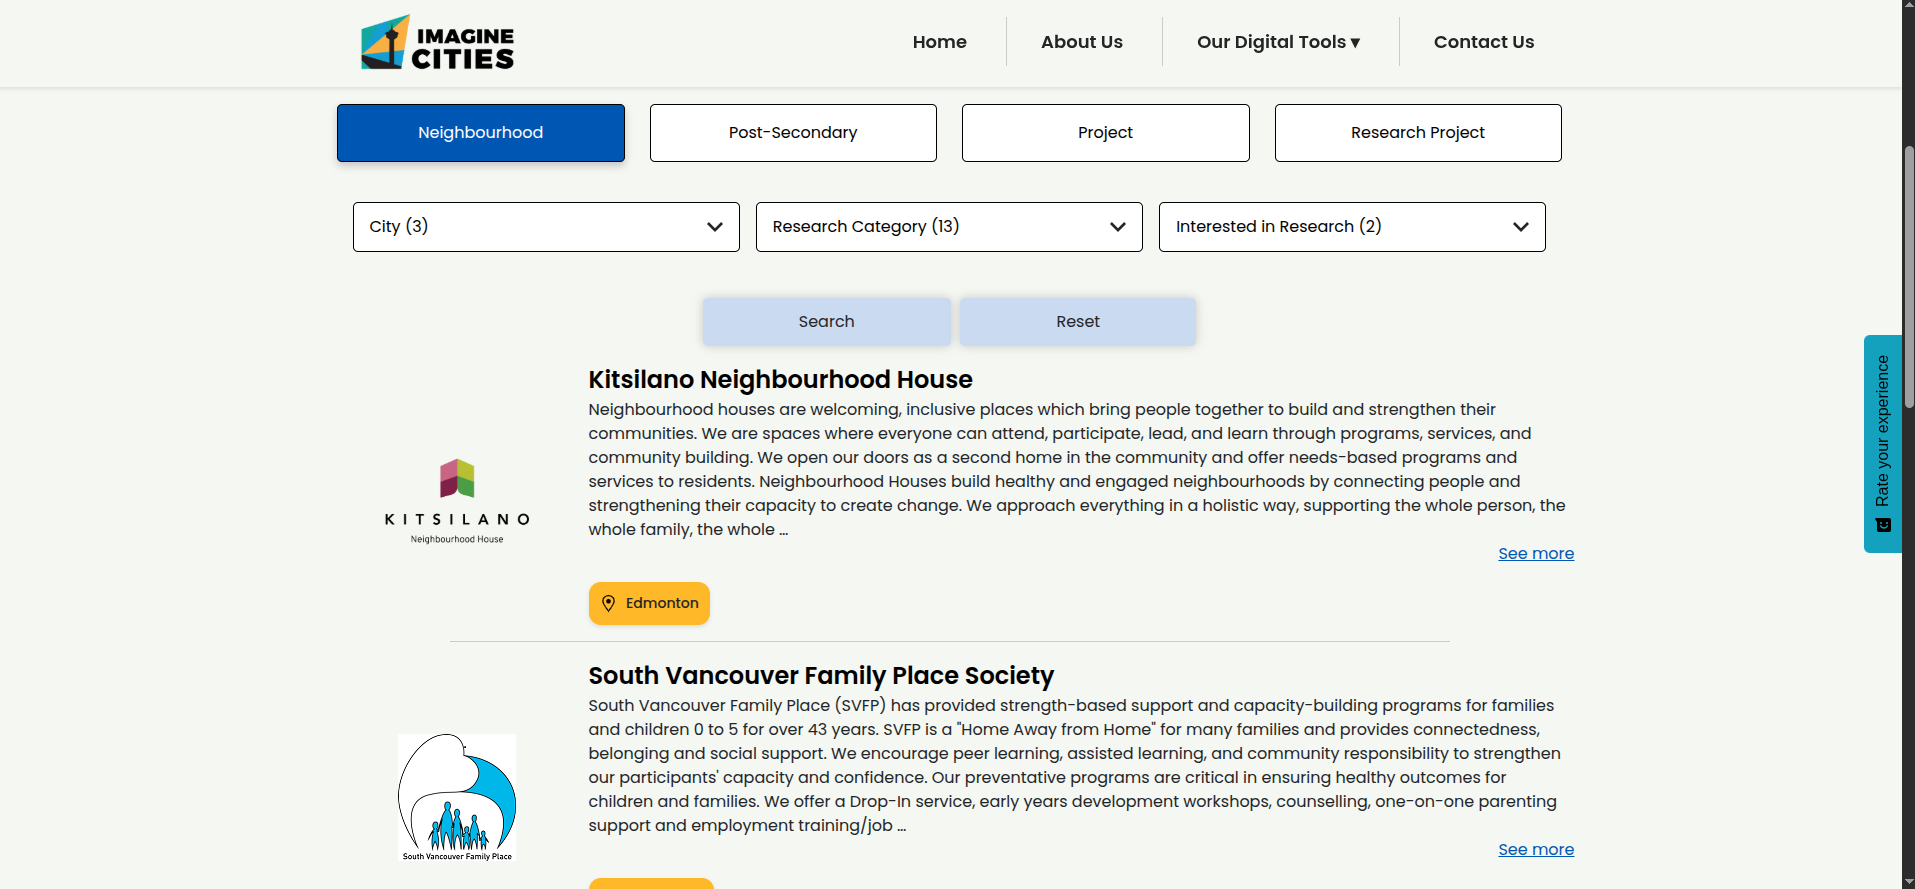 IMAGINE
CITIES
Home
About Us
Our Digital Tools ▾
Contact Us
Neighbourhood
Post-Secondary
Project
Research Project
City (3)
Research Category (13)
Interested in Research (2)
Search
Reset
Kitsilano Neighbourhood House
Neighbourhood houses are welcoming, inclusive places which bring people together to build and strengthen their
communities. We are spaces where everyone can attend, participate, lead, and learn through programs, services, and
community building. We open our doors as a second home in the community and offer needs-based programs and
services to residents. Neighbourhood Houses build healthy and engaged neighbourhoods by connecting people and
strengthening their capacity to create change. We approach everything in a holistic way, supporting the whole person, the
whole family, the whole ...
KITSILANO
Neighbourhood House
See more
Edmonton
South Vancouver Family Place Society
South Vancouver Family Place (SVFP) has provided strength-based support and capacity-building programs for families
and children 0 to 5 for over 43 years. SVFP is a "Home Away from Home" for many families and provides connectedness,
belonging and social support. We encourage peer learning, assisted learning, and community responsibility to strengthen
our participants' capacity and confidence. Our preventative programs are critical in ensuring healthy outcomes for
children and families. We offer a Drop-In service, early years development workshops, counselling, one-on-one parenting
support and employment training/job ...
South Vancouver Family Place
See more
Rate your experience